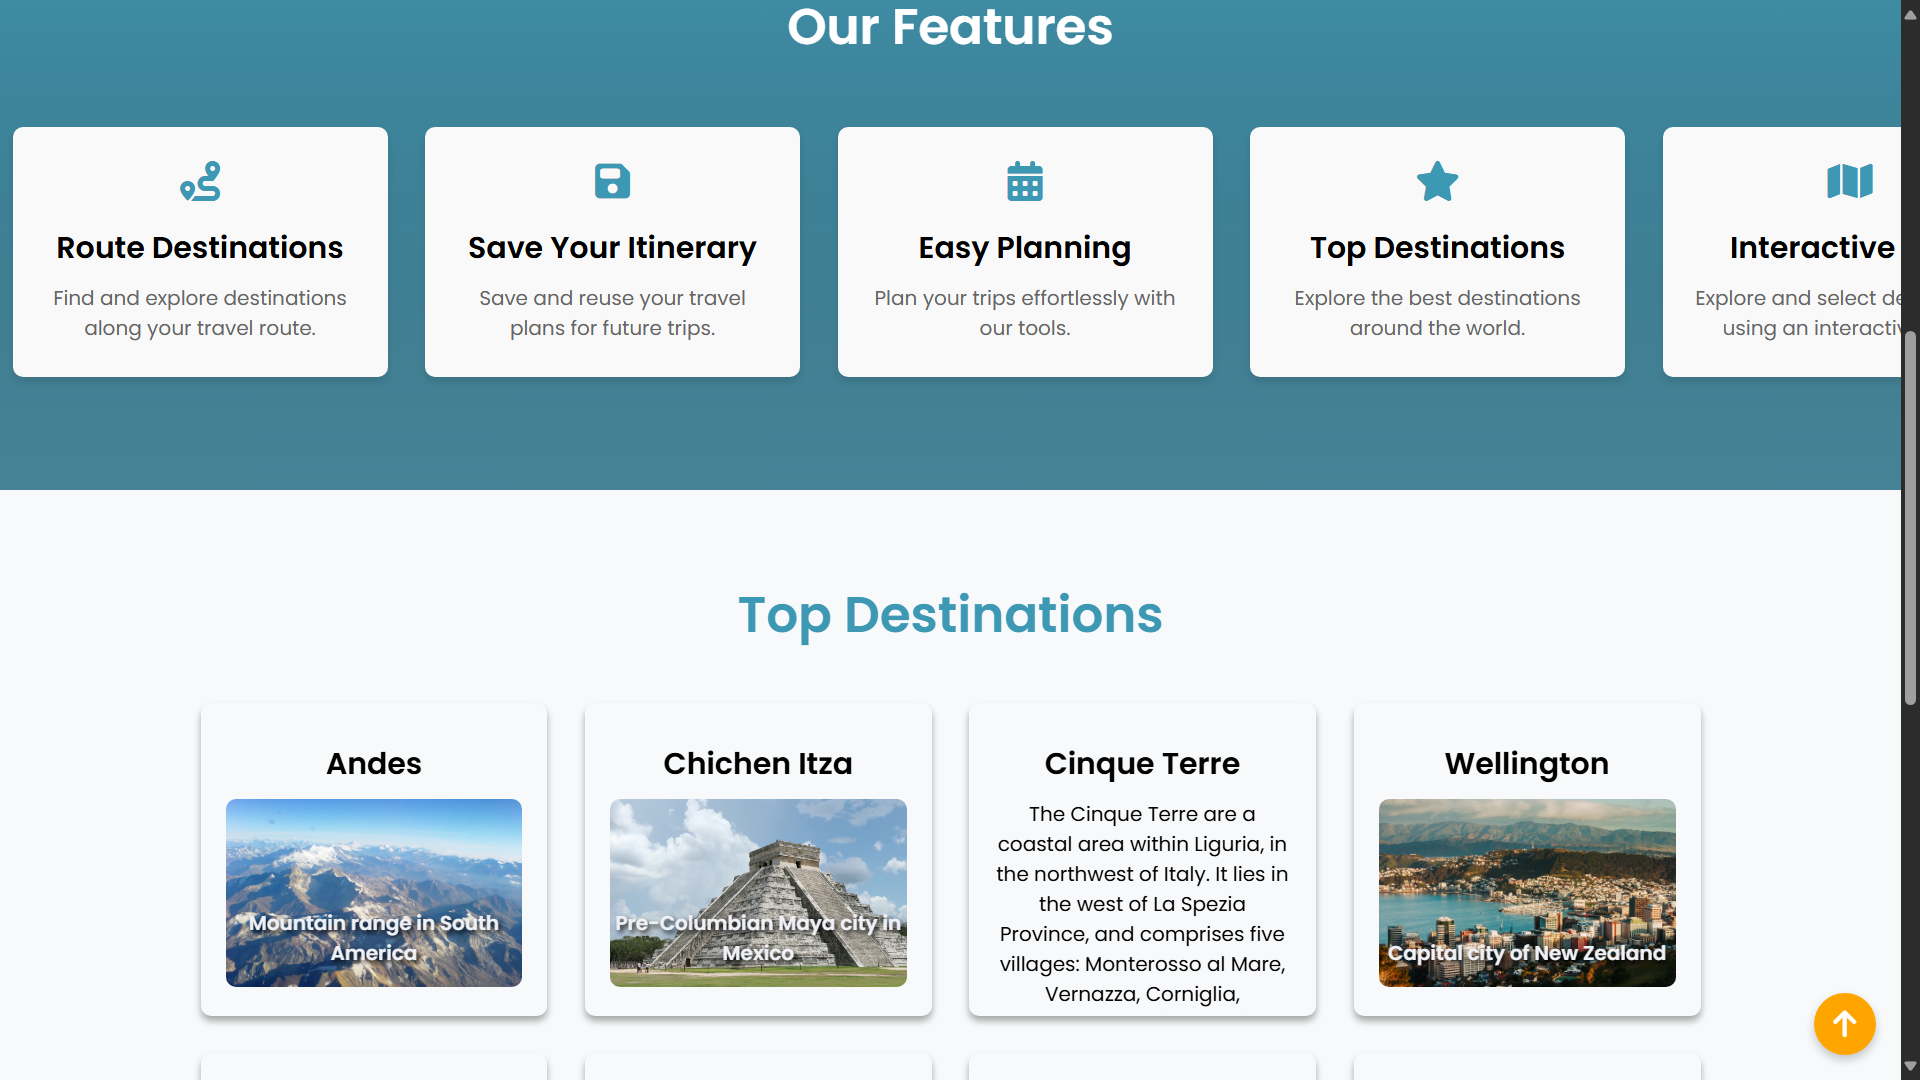 Our Features
Route Destinations
Find and explore destinations
along your travel route.
Save Your Itinerary
Save and reuse your travel
plans for future trips.
Easy Planning
Plan your trips effortlessly with
our tools.
Top Destinations
Explore the best destinations
around the world.
Interactive
Explore and select
using an
Top Destinations
Andes
Mountain range in South
America
Chichen Itza
Pre-Columbian Maya city in
Mexico
Cinque Terre
The Cinque Terre are a
coastal area within Liguria, in
the northwest of Italy. It lies in
the west of La Spezia
Province, and comprises five
villages: Monterosso al Mare,
Vernazza, Corniglia,
Wellington
Capital city of New Zealand